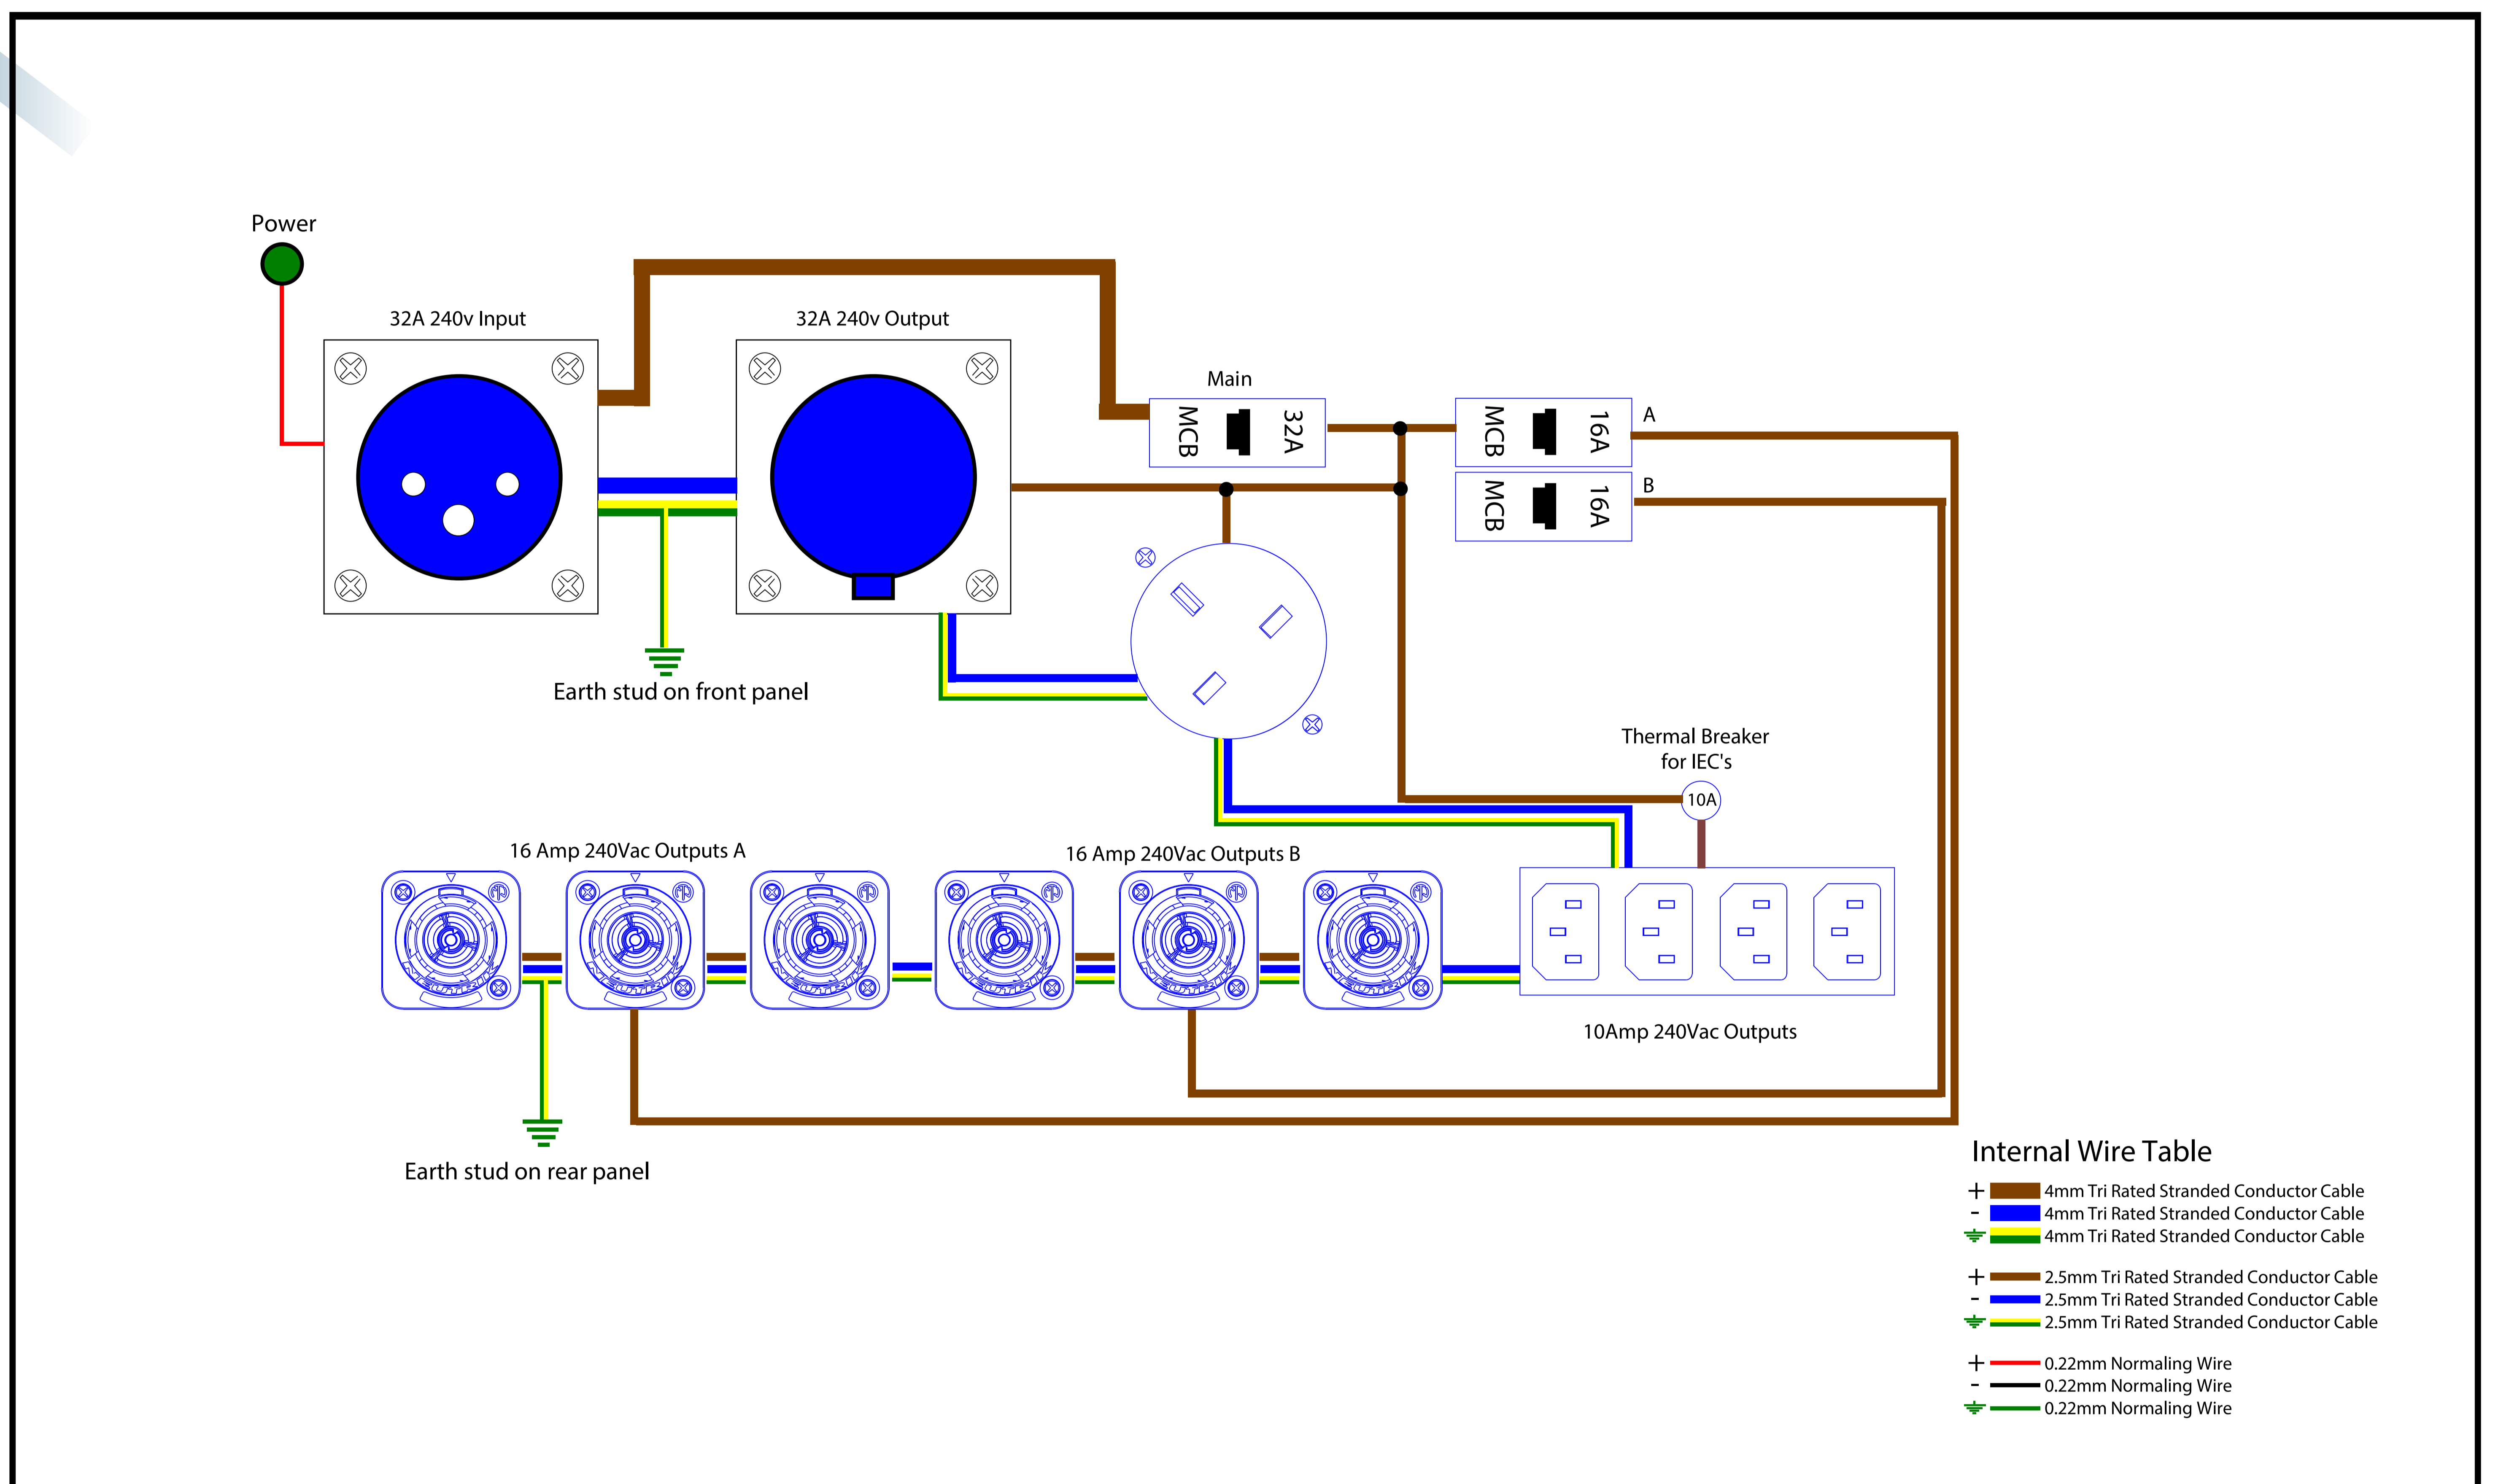 Power
32A 240v Input
32A 240v Output
Main
MCB
32A
MCB
16A
A
MCB
16A
B
Earth stud on front panel
Thermal Breaker
for IEC's
10A
16 Amp 240Vac Outputs A
16 Amp 240Vac Outputs B
10Amp 240Vac Outputs
Earth stud on rear panel
Internal Wire Table
+ 4mm Tri Rated Stranded Conductor Cable
- 4mm Tri Rated Stranded Conductor Cable
4mm Tri Rated Stranded Conductor Cable
+ 2.5mm Tri Rated Stranded Conductor Cable
- 2.5mm Tri Rated Stranded Conductor Cable
2.5mm Tri Rated Stranded Conductor Cable
+ 0.22mm Normaling Wire
- 0.22mm Normaling Wire
0.22mm Normaling Wire